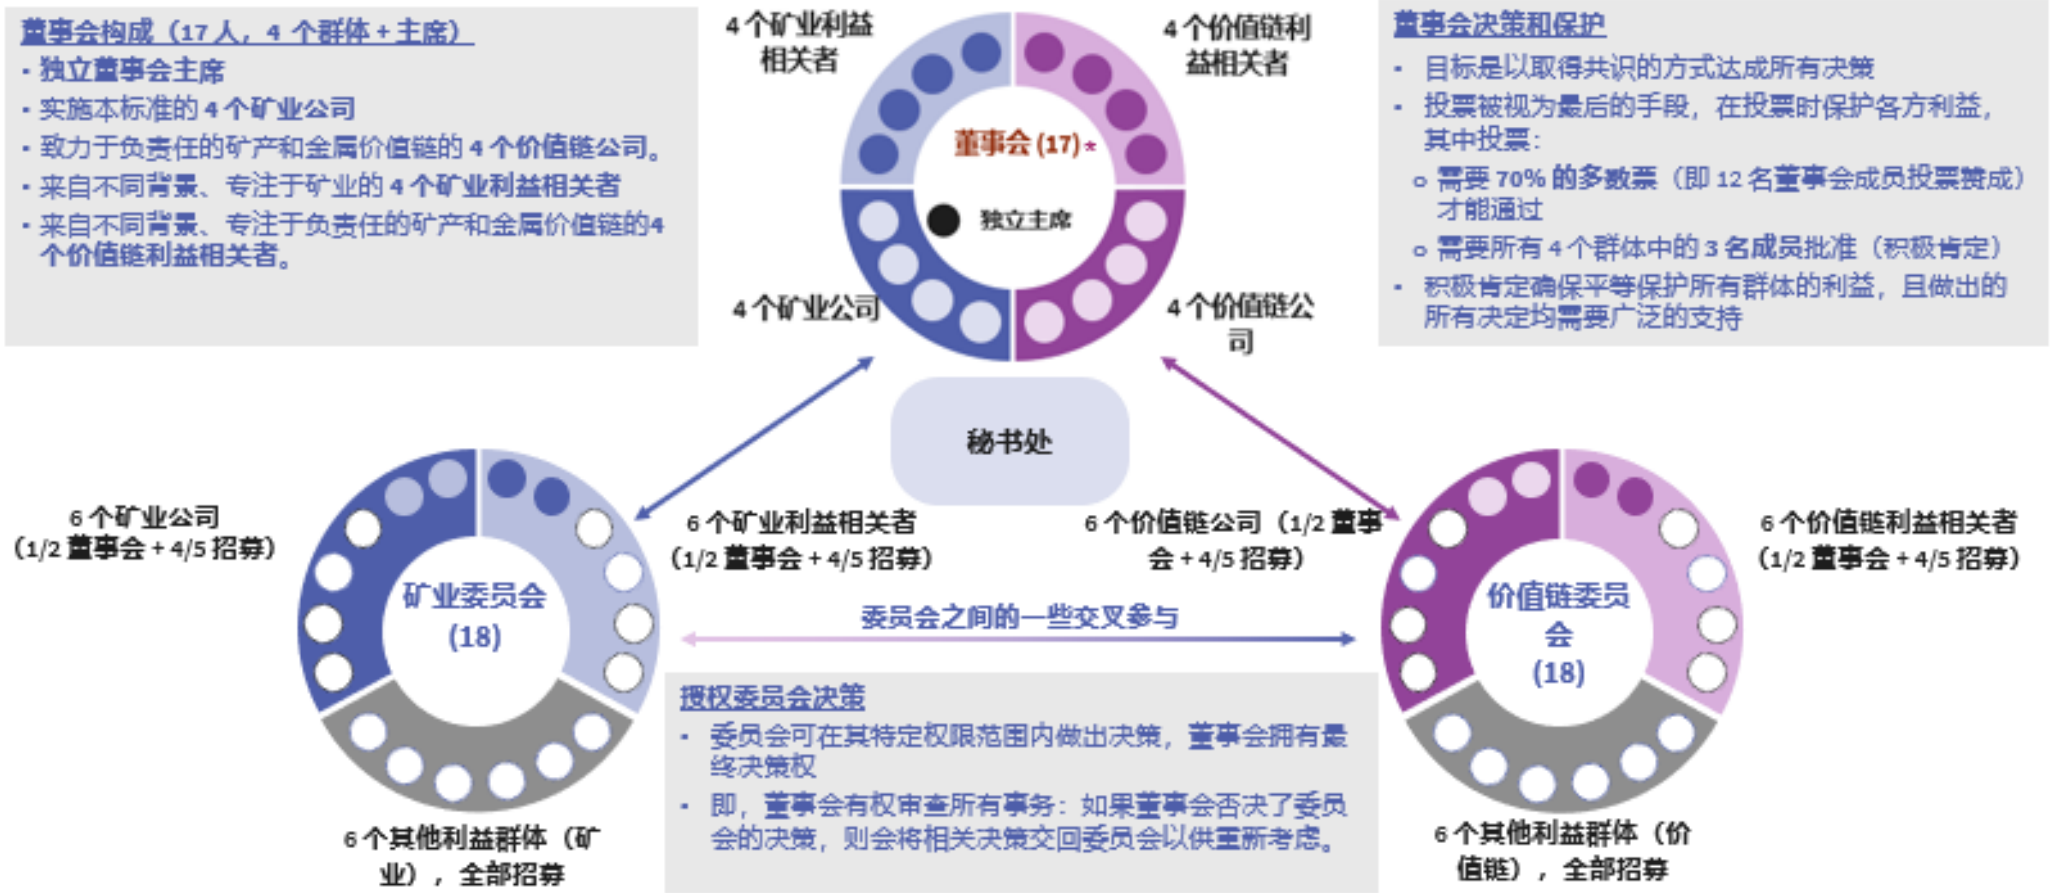 董事会构成（17 人，4 个群体 + 主席）
▪ 独立董事会主席
▪ 实施本标准的 4 个矿业公司
▪ 致力于负责任的矿产和金属价值链的 4 个价值链公司。
▪ 来自不同背景、专注于矿业的 4 个矿业利益相关者
▪ 来自不同背景、专注于负责任的矿产和金属价值链的4
个价值链利益相关者。
4 个矿业利益
相关者
4 个价值链利
益相关者
董事会 (17) *
独立主席
4 个矿业公司
4 个价值链公
司
董事会决策和保护
▪ 目标是以取得共识的方式达成所有决策
▪ 投票被视为最后的手段，在投票时保护各方利益，
其中投票：
o 需要 70% 的多数票（即 12 名董事会成员投票赞成）
才能通过
o 需要所有 4 个群体中的 3 名成员批准（积极肯定）
▪ 积极肯定确保平等保护所有群体的利益，且做出的
所有决定均需要广泛的支持
秘书处
6 个矿业公司
（1/2 董事会 + 4/5 招募）
6 个矿业利益相关者
（1/2 董事会 + 4/5 招募）
矿业委员会
(18)
6 个其他利益群体（矿
业），全部招募
6 个价值链公司（1/2 董事
会 + 4/5 招募）
6 个价值链利益相关者
（1/2 董事会 + 4/5 招募）
价值链委员
会
(18)
6 个其他利益群体（价
值链），全部招募
委员会之间的一些交叉参与
授权委员会决策
▪ 委员会可在其特定权限范围内做出决策，董事会拥有最
终决策权
▪ 即，董事会有权审查所有事务：如果董事会否决了委员
会的决策，则会将相关决策交回委员会以供重新考虑。